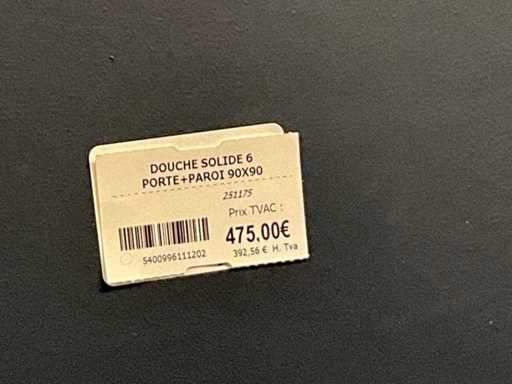 DOUCHE SOLIDE 6
PORTE+PAROI 90X90
251175
Prix TVAC :
475,00€
5400996111202
392,56 € H. Tva